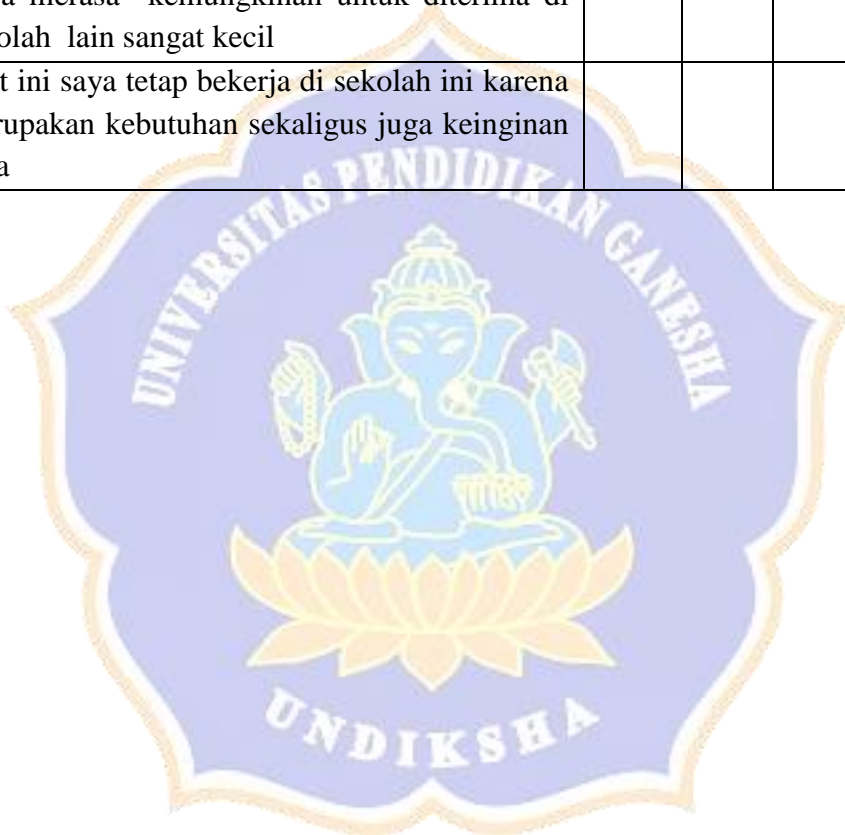 merasa kemungkinan untuk diterima di
olah lain sangat kecil
t ini saya tetap bekerja di sekolah ini karena
rupakan kebutuhan sekaligus juga keinginan
a
UNIVERSITAS PENDIDIKAN GANESHA
UNDIKSHA